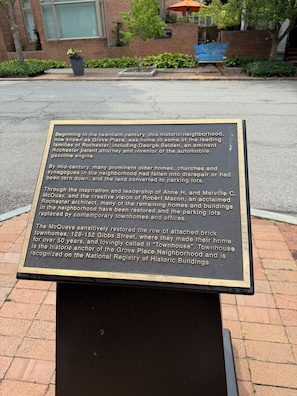 Beginning in the twentieth century, this historic neighborhood,
now known as Grove Place, was home to some of the leading
families of Rochester, including George Selden, an eminent
Rochester patent attorney and inventor of the automobile
gasoline engine.
By mid-century, many prominent older homes, churches and
synagogues in the neighborhood had fallen into disrepair or had
been torn down, and the land converted to parking lots.
Through the inspiration and leadership of Anne H. and Melville C.
McQuay, and the creative vision of Robert Macon, an acclaimed
Rochester architect, many of the remaining homes and buildings
in the neighborhood have been restored and the parking lots
replaced by contemporary townhomes and offices.
The McQuays sensitively restored the row of attached brick
townhomes, 123-152 Gibbs Street, where they made their home
for over 50 years, and lovingly called it "Townhouse". Townhouse
is the historic anchor of the Grove Place Neighborhood and is
recognized on the National Registry of Historic Buildings.